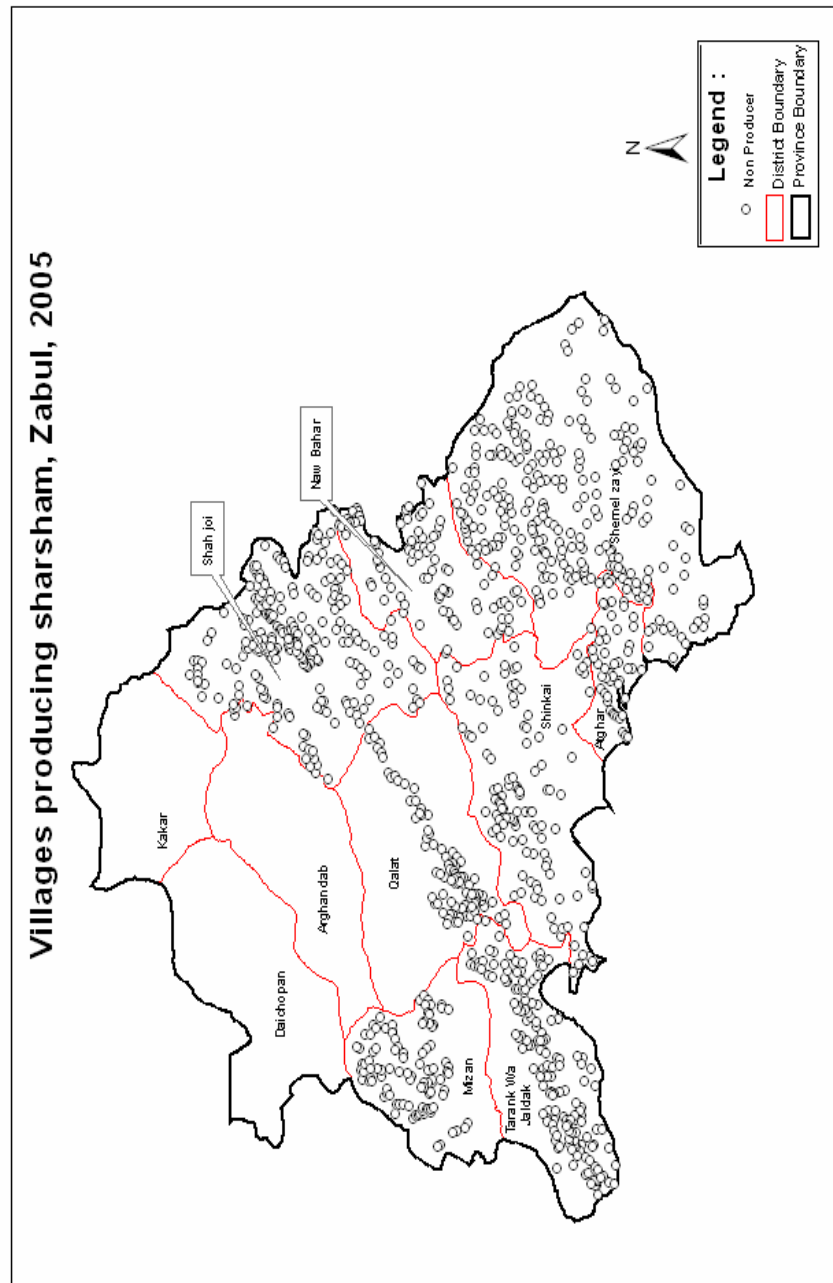 Villages producing sharsham, Zabul, 2005
Shah joi
Naw Bahar
Kakar
Daichopan
Arghandab
Qalat
Mizan
Tarank Wa
Jaldak
Shinkai
Atghar
Shemel zayi
N
Legend :
Non Producer
District Boundary
Province Boundary